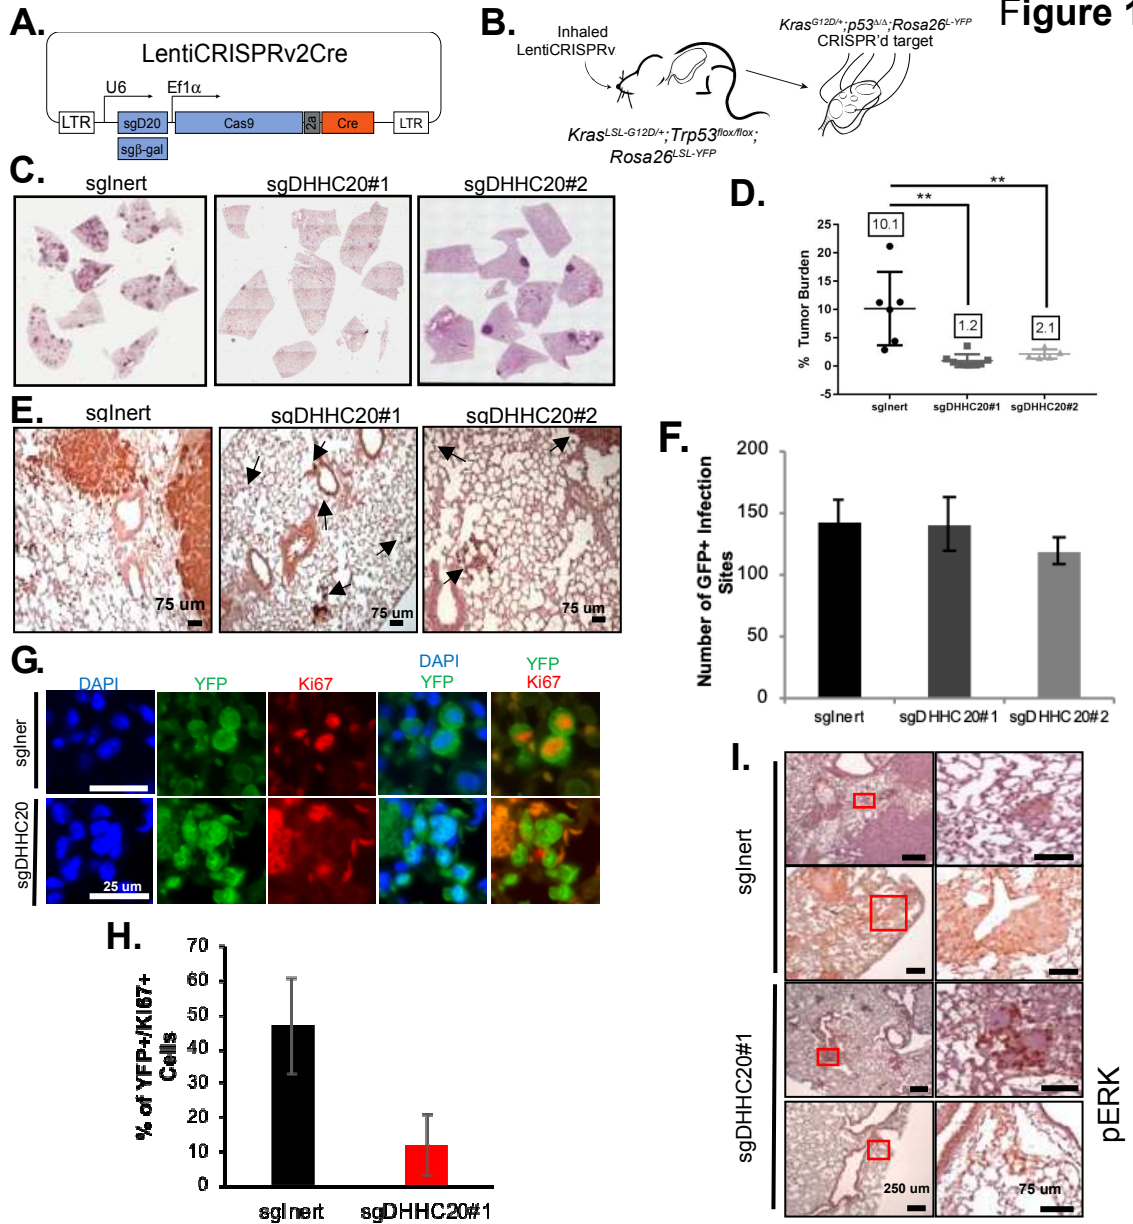 Figure 1
A.
LentiCRISPRv2Cre
U6
Ef1α
LTR
sgD20
Cas9
2a
Cre
LTR
sgβ-gal
B.
Inhaled
LentiCRISPRv
Kras^LSL-G12D/+;Trp53^flox/flox;
Rosa26^LSL-YFP
Kras^G12D/+;p53^Δ/Δ;Rosa26^L-YFP
CRISPR'd target
C.
sgInert
sgDHHC20#1
sgDHHC20#2
D.
**
**
10.1
1.2
2.1
% Tumor Burden
25
20
15
10
5
0
-5
sgInert
sgDHHC20#1
sgDHHC20#2
E.
sgInert
sgDHHC20#1
sgDHHC20#2
75 um
75 um
75 um
F.
Number of GFP+ Infection
Sites
200
150
100
50
0
sgInert
sgDHHC20#1
sgDHHC20#2
G.
DAPI
YFP
Ki67
DAPI
YFP
YFP
Ki67
sgIner
sgDHHC20
25 um
H.
% of YFP+/KI67+
Cells
70
60
50
40
30
20
10
0
sgInert
sgDHHC20#1
I.
sgInert
sgDHHC20#1
250 um
75 um
pERK